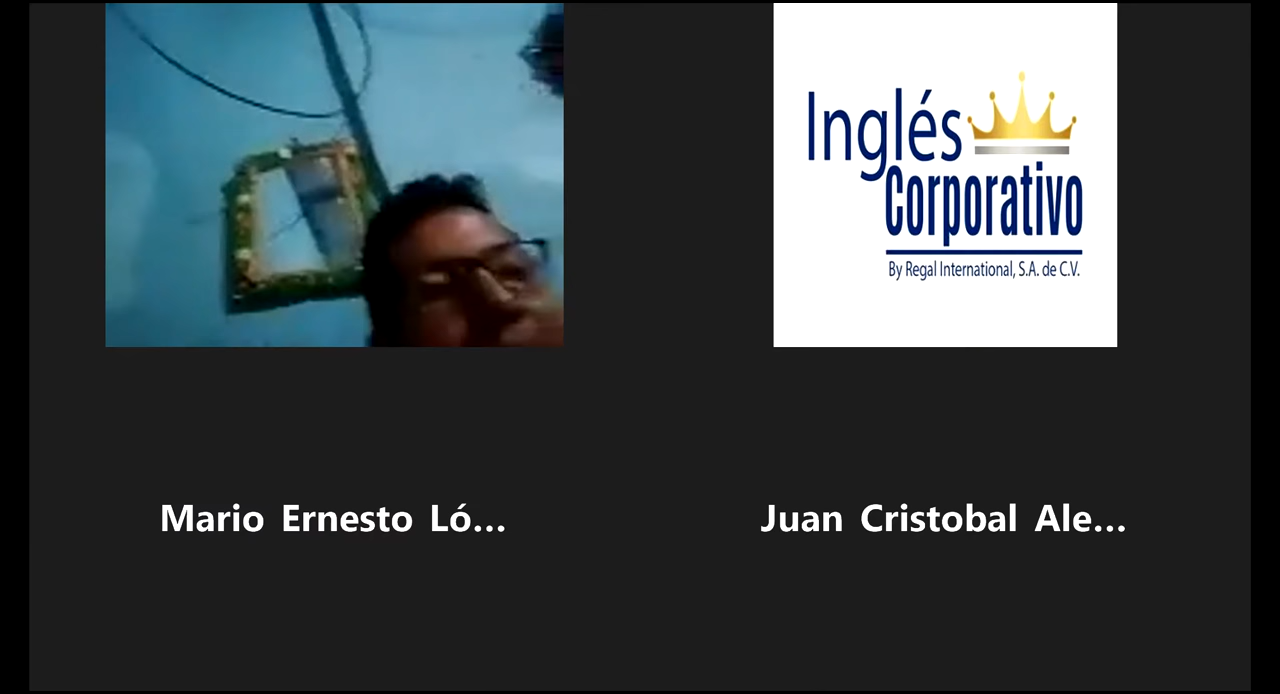 Inglés
Corporativo
By Regal International, S.A. de C.V.
Mario Ernesto Ló...
Juan Cristobal Ale...